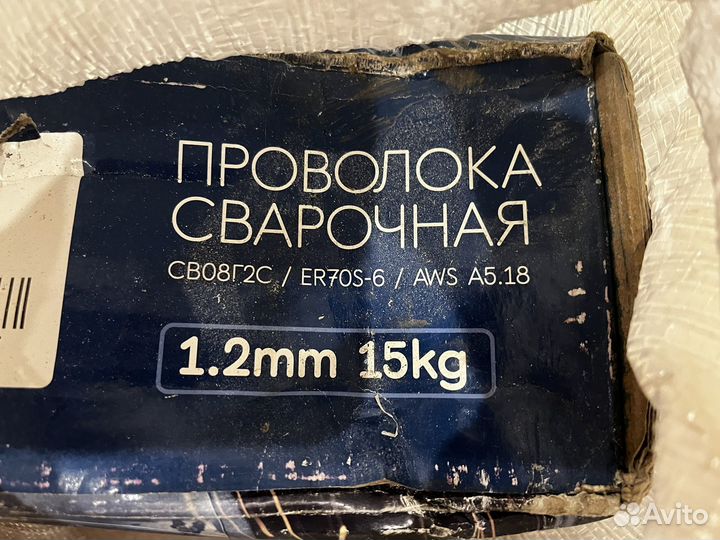 ПРОВОЛОКА
СВАРОЧНАЯ
СВ08Г2С / ER70S-6 / AWS A5.18
1.2mm 15kg
Avito